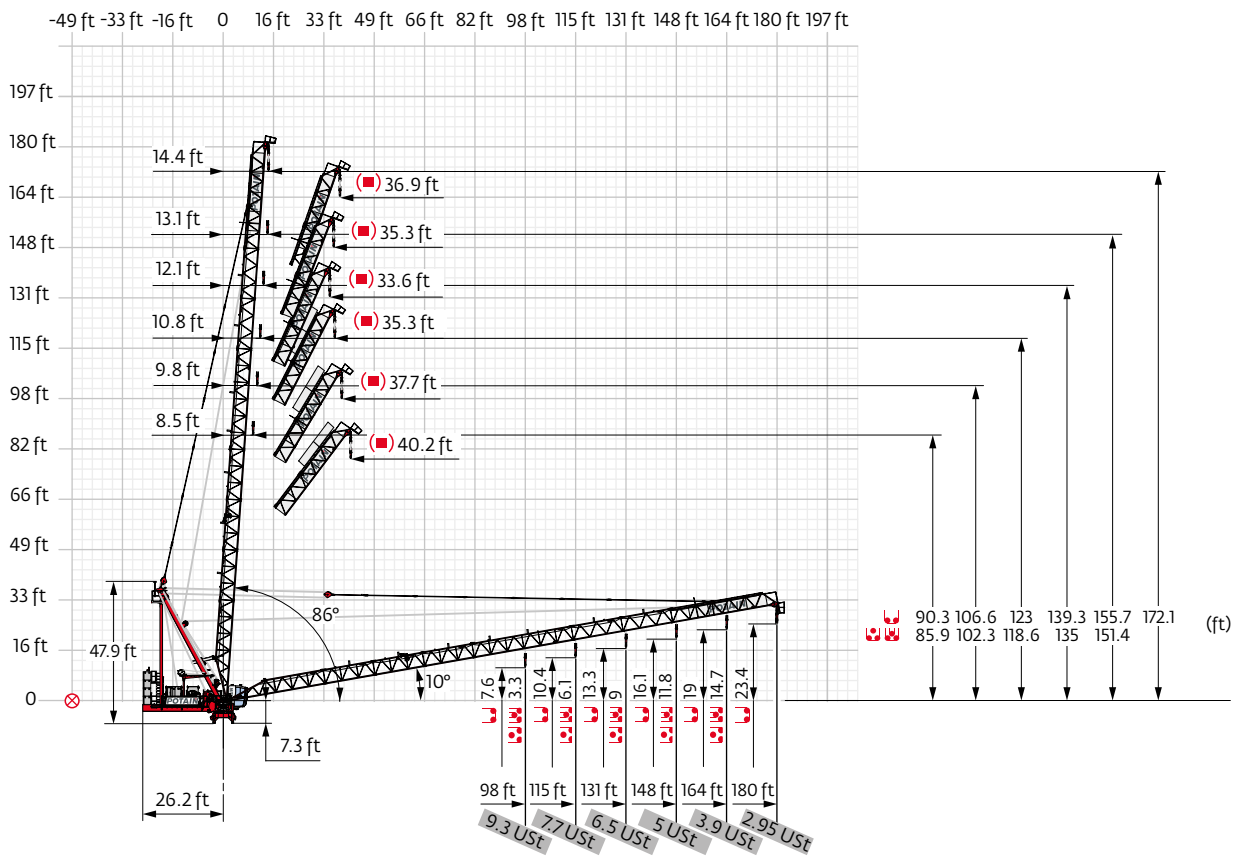 -49 ft -33 ft -16 ft 0 16 ft 33 ft 49 ft 66 ft 82 ft 98 ft 115 ft 131 ft 148 ft 164 ft 180 ft 197 ft
197 ft
180 ft
14.4 ft
36.9 ft
164 ft
13.1 ft
35.3 ft
148 ft
12.1 ft
33.6 ft
131 ft
10.8 ft
35.3 ft
115 ft
9.8 ft
37.7 ft
98 ft
8.5 ft
40.2 ft
82 ft
66 ft
49 ft
33 ft
86°
90.3 106.6 123 139.3 155.7 172.1
85.9 102.3 118.6 135 151.4
(ft)
16 ft
47.9 ft
10°
0
POTAIN
7.6 3.3 10.4 6.1 13.3 9 16.1 11.8 19 14.7 23.4
7.3 ft
26.2 ft
98 ft 115 ft 131 ft 148 ft 164 ft 180 ft
9.3 USt 7.7 USt 6.5 USt 5 USt 3.9 USt 2.95 USt